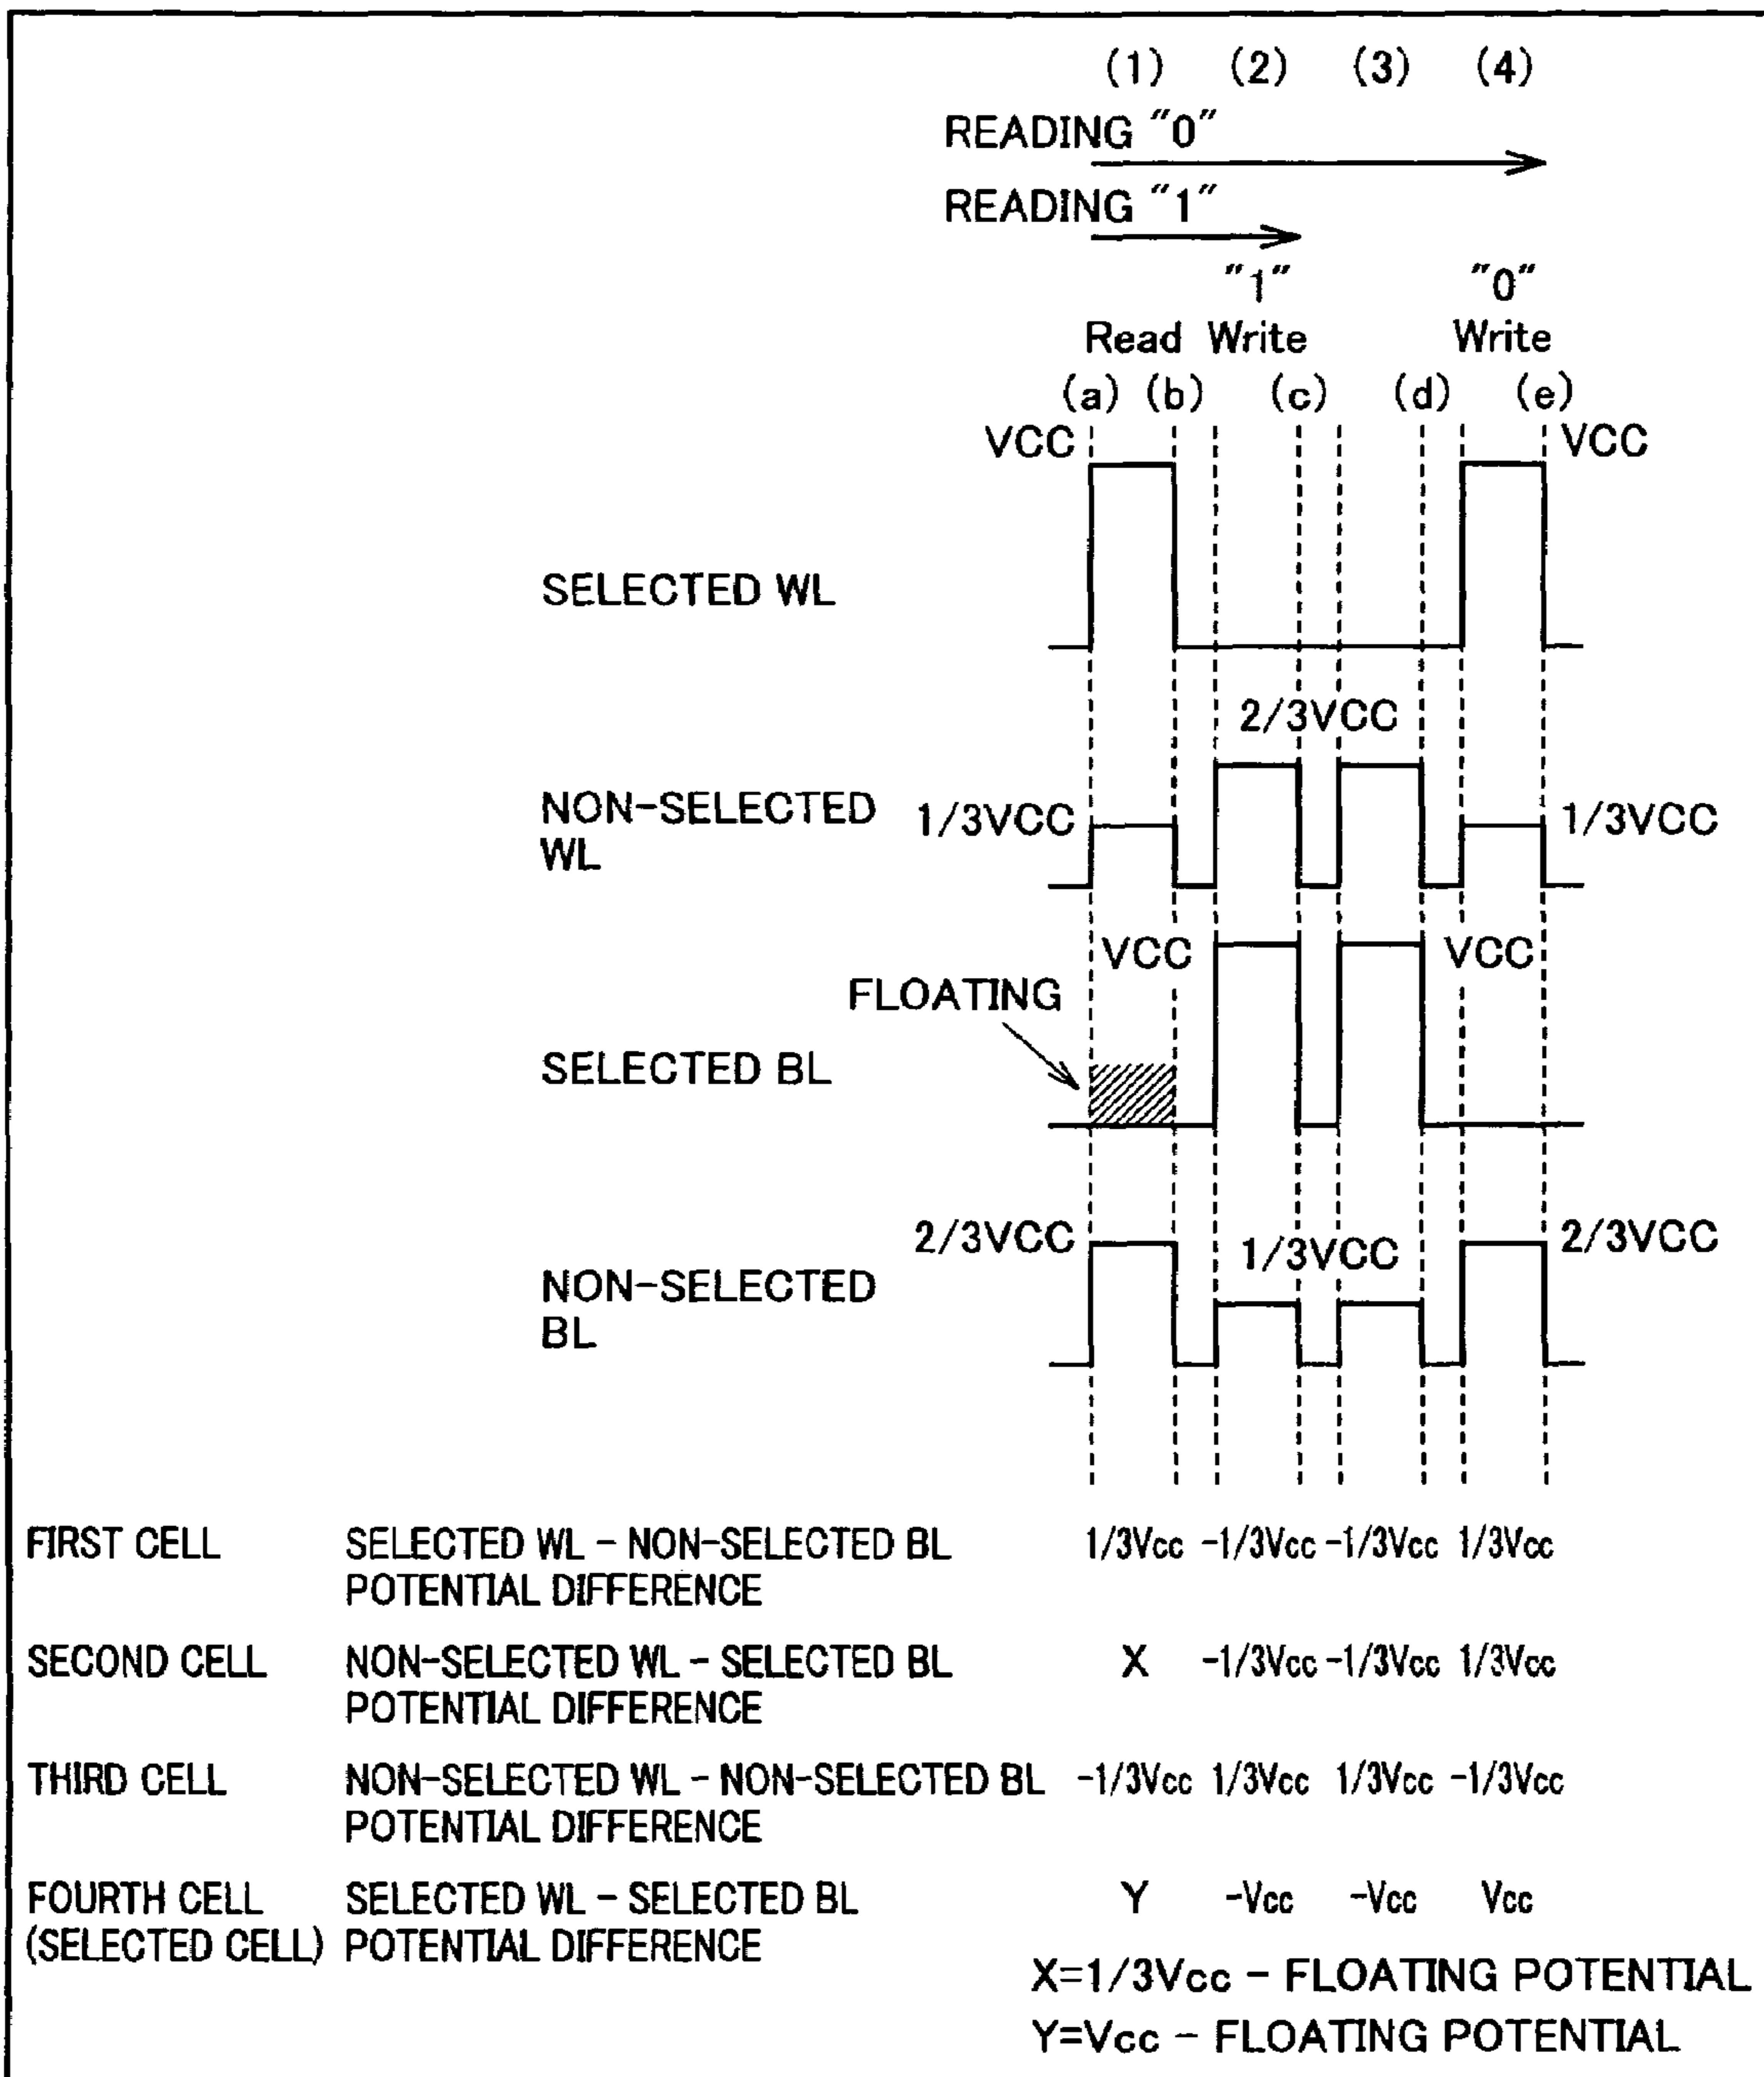 (1) (2) (3) (4)
READING "0"
READING "1"
"1" "0"
Read Write Write
(a) (b) (c) (d) (e)
VCC VCC
SELECTED WL
2/3VCC
NON-SELECTED
WL
1/3VCC 1/3VCC
VCC VCC
FLOATING
SELECTED BL
2/3VCC 1/3VCC 2/3VCC
NON-SELECTED
BL
FIRST CELL SELECTED WL - NON-SELECTED BL 1/3Vcc -1/3Vcc -1/3Vcc 1/3Vcc
POTENTIAL DIFFERENCE
SECOND CELL NON-SELECTED WL - SELECTED BL X -1/3Vcc -1/3Vcc 1/3Vcc
POTENTIAL DIFFERENCE
THIRD CELL NON-SELECTED WL - NON-SELECTED BL -1/3Vcc 1/3Vcc 1/3Vcc -1/3Vcc
POTENTIAL DIFFERENCE
FOURTH CELL SELECTED WL - SELECTED BL Y -Vcc -Vcc Vcc
(SELECTED CELL) POTENTIAL DIFFERENCE
X=1/3Vcc - FLOATING POTENTIAL
Y=Vcc - FLOATING POTENTIAL